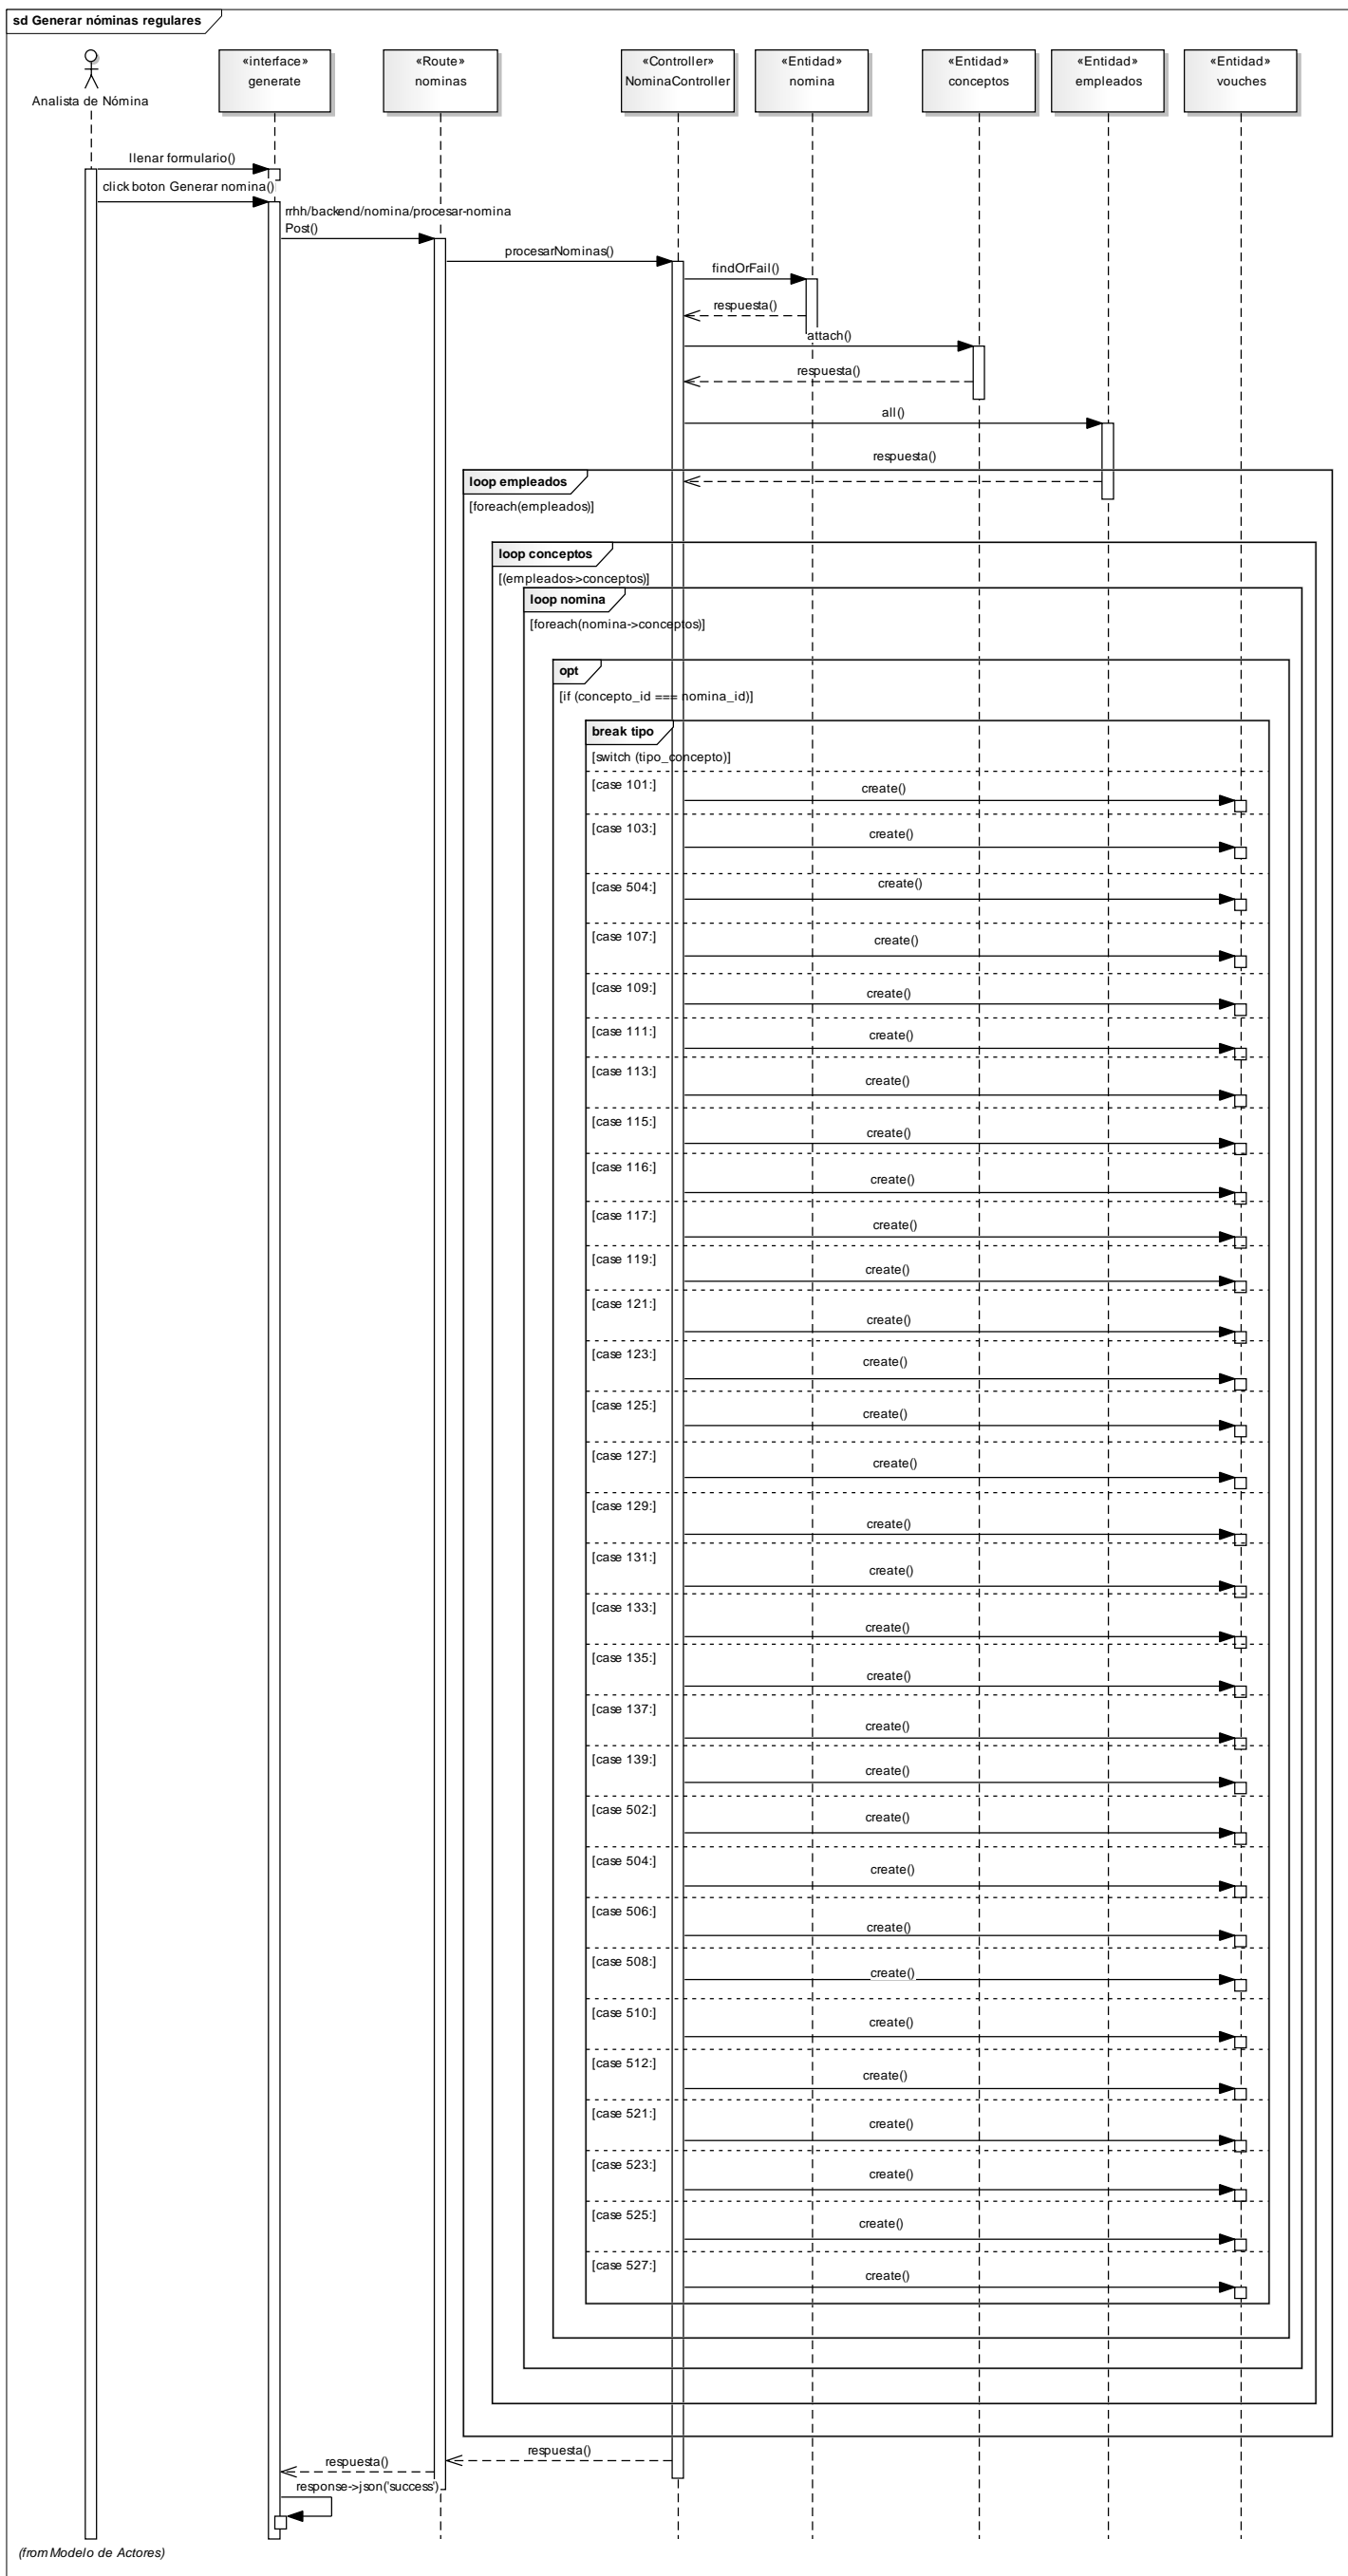 sd Generar nóminas regulares
Analista de Nómina
«interface»
generate
«Route»
nominas
«Controller»
NominaController
«Entidad»
nomina
«Entidad»
conceptos
«Entidad»
empleados
«Entidad»
vouches
llenar formulario()
click boton Generar nomina()
rrhh/backend/nomina/procesar-nomina
Post()
procesarNominas()
findOrFail()
respuesta()
attach()
respuesta()
all()
respuesta()
loop empleados
[foreach(empleados)]
loop conceptos
[(empleados->conceptos)]
loop nomina
[foreach(nomina->conceptos)]
opt
[if (concepto_id === nomina_id)]
break tipo
[switch (tipo_concepto)]
[case 101:]
create()
[case 103:]
create()
[case 504:]
create()
[case 107:]
create()
[case 109:]
create()
[case 111:]
create()
[case 113:]
create()
[case 115:]
create()
[case 116:]
create()
[case 117:]
create()
[case 119:]
create()
[case 121:]
create()
[case 123:]
create()
[case 125:]
create()
[case 127:]
create()
[case 129:]
create()
[case 131:]
create()
[case 133:]
create()
[case 135:]
create()
[case 137:]
create()
[case 139:]
create()
[case 502:]
create()
[case 504:]
create()
[case 506:]
create()
[case 508:]
create()
[case 510:]
create()
[case 512:]
create()
[case 521:]
create()
[case 523:]
create()
[case 525:]
create()
[case 527:]
create()
respuesta()
respuesta()
response->json('success')
(from Modelo de Actores)